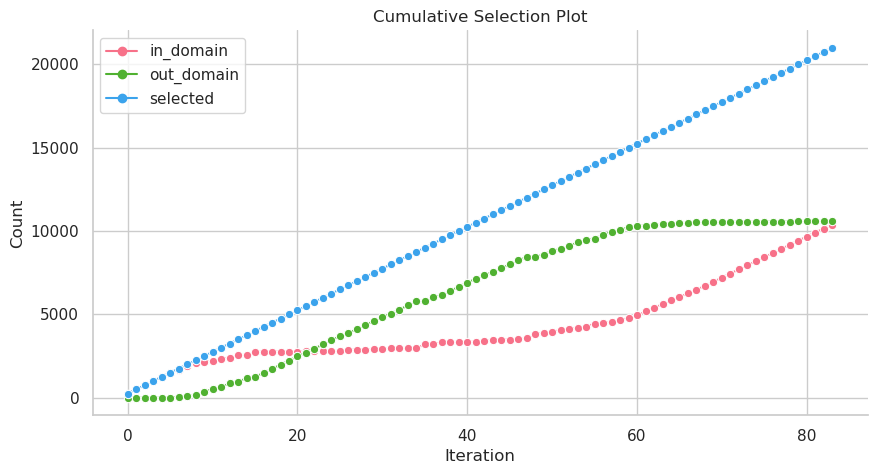 Cumulative Selection Plot
in_domain
out_domain
selected
20000
15000
10000
5000
0
Count
0 20 40 60 80
Iteration